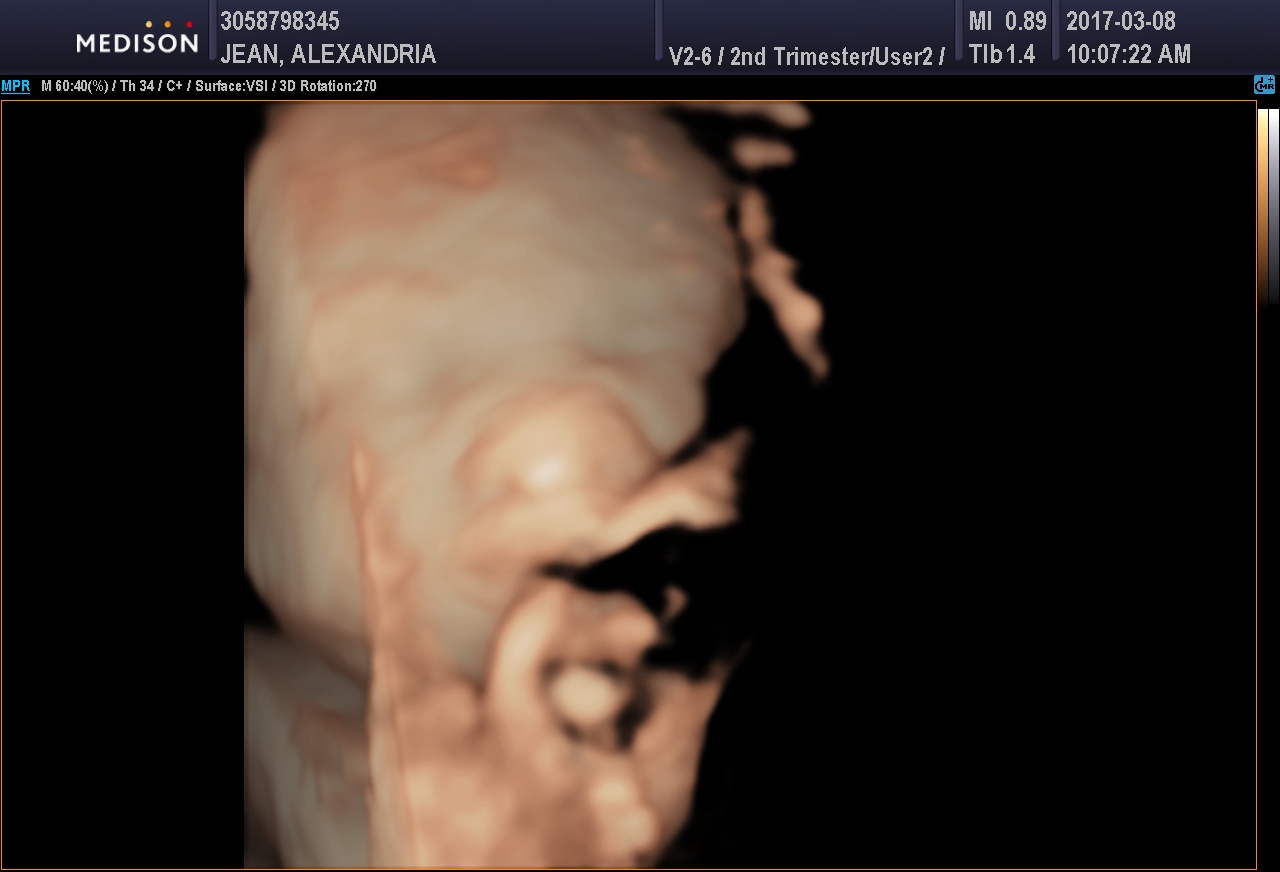 MEDISON
3058798345
JEAN, ALEXANDRIA
V2-6 / 2nd Trimester/User2 /
MI 0.89
TIb 1.4
2017-03-08
10:07:22 AM
MPR M 60:40(%) / Th 34 / C+ / Surface:VSI / 3D Rotation:270
CMR+